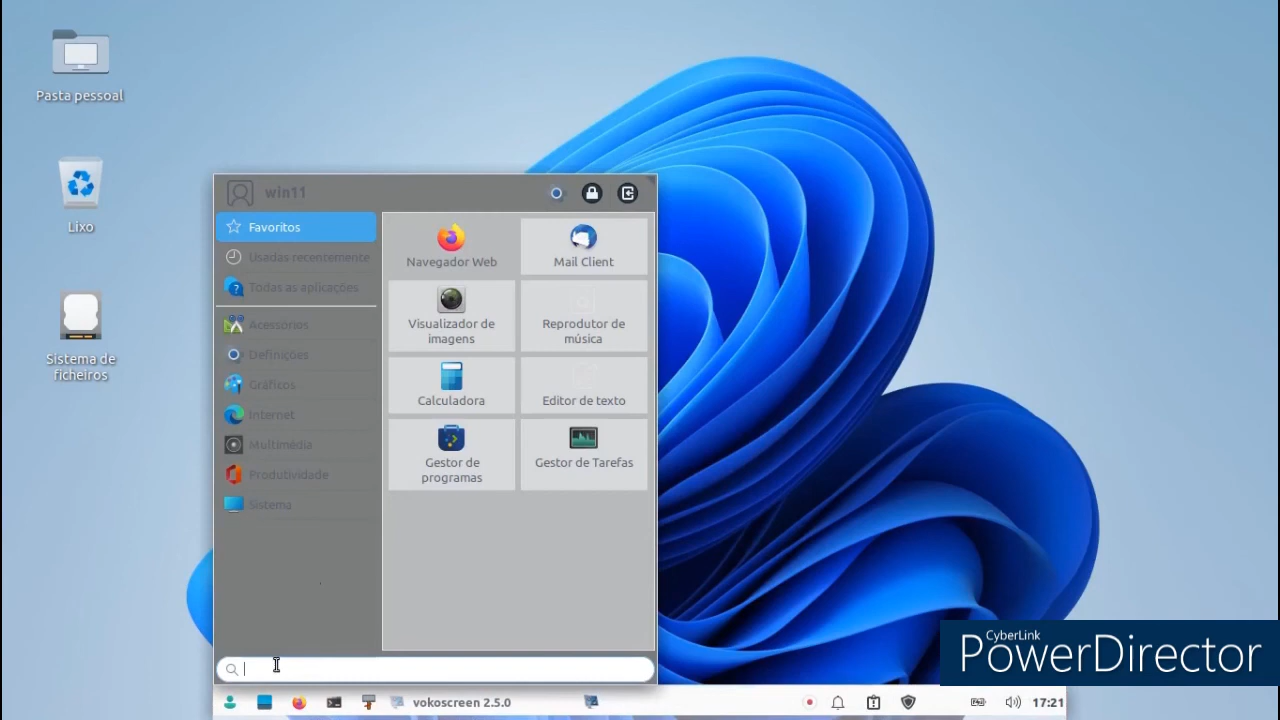 Pasta pessoal
Lixo
Sistema de
ficheiros
win11
Favoritos
Usadas recentemente
Todas as aplicações
Acessórios
Definições
Gráficos
Internet
Multimédia
Produtividade
Sistema
Navegador Web
Mail Client
Visualizador de
imagens
Reprodutor de
música
Calculadora
Editor de texto
Gestor de
programas
Gestor de Tarefas
vokoscreen 2.5.0
17:21
CyberLink
PowerDirector